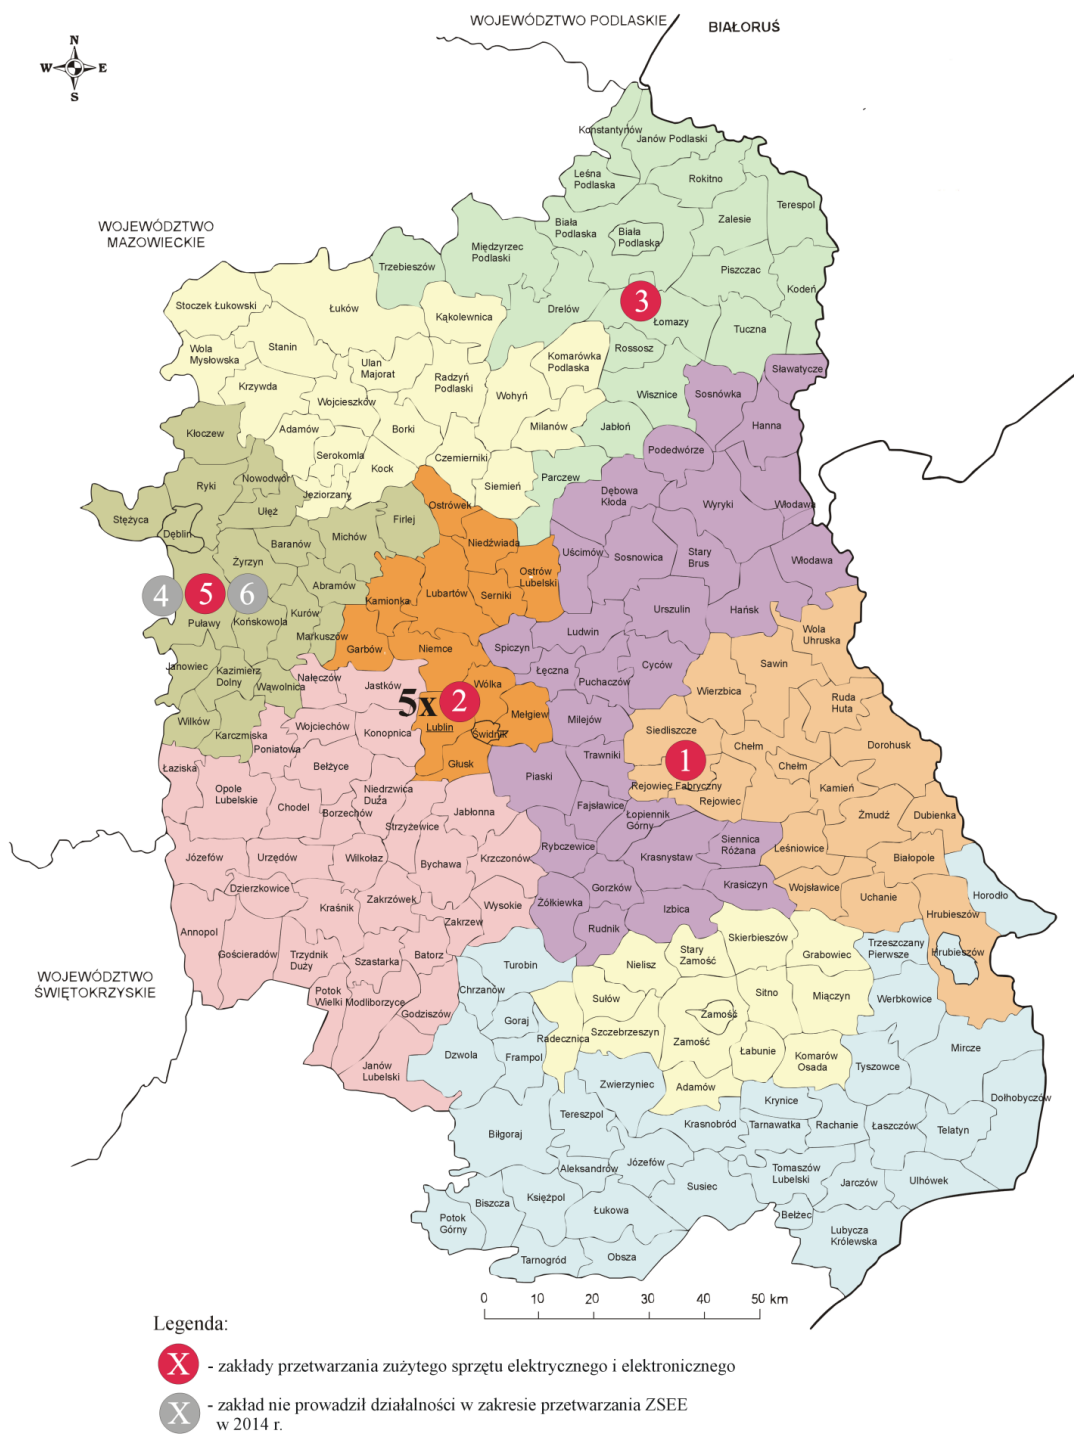 WOJEWÓDZTWO PODLASKIE
BIAŁORUŚ
N
W
E
S
Konstantynów
Janów Podlaski
Leśna
Podlaska
Rokitno
Terespol
Biała
Podlaska
Biała
Podlaska
Zalesie
WOJEWÓDZTWO
MAZOWIECKIE
Międzyrzec
Podlaski
Trzebieszów
Piszczac
Kodeń
Stoczek Łukowski
Łuków
Kąkolewnica
Drelów
3
Łomazy
Tuczna
Wola
Mysłowska
Stanin
Ulan
Majorat
Radzyń
Podlaski
Komarówka
Podlaska
Rossosz
Sławatycze
Krzywda
Wojcieszków
Wohyń
Wisznice
Sosnówka
Kłoczew
Adamów
Borki
Milanów
Jabłoń
Hanna
Serokomla
Kock
Czemierniki
Podedwórze
Ryki
Nowodwór
Jeziorzany
Siemień
Parczew
Dębowa
Kłoda
Wyryki
Włodawa
Stężyca
Ułęż
Firlej
Ostrówek
Dęblin
Baranów
Michów
Niedźwiada
Uścimów
Sosnowica
Stary
Brus
Włodawa
Żyrzyn
Abramów
Ostrów
Lubelski
4
5
6
Kamionka
Lubartów
Serniki
Urszulin
Hańsk
Puławy
Końskowola
Kurów
Markuszów
Garbów
Niemce
Spiczyn
Ludwin
Wola
Uhruska
Janowiec
Kazimierz
Dolny
Wąwolnica
Nałęczów
Jastków
Wólka
Łęczna
Puchaczów
Cyców
Sawin
Wierzbica
Ruda
Huta
5x
2
Lublin
Mełgiew
Świdnik
Milejów
Siedliszcze
Wilków
Karczmiska
Poniatowa
Wojciechów
Konopnica
Chełm
Dorohusk
Łaziska
Bełżyce
Głusk
Piaski
Trawniki
1
Chełm
Opole
Lubelskie
Chodel
Niedrzwica
Duża
Borzechów
Strzyżewice
Jabłonna
Fajsławice
Rejowiec Fabryczny
Rejowiec
Kamień
Łopiennik
Górny
Żmudź
Dubienka
Józefów
Urzędów
Wilkołaz
Bychawa
Krzczonów
Rybczewice
Krasnystaw
Siennica
Różana
Leśniowice
Białopole
Dzierzkowice
Kraśnik
Zakrzówek
Wysokie
Żółkiewka
Gorzków
Izbica
Krasiczyn
Wojsławice
Uchanie
Horodło
Annopol
Zakrzew
Rudnik
Hrubieszów
Gościeradów
Trzydnik
Duży
Szastarka
Batorz
Turobin
Nielisz
Stary
Zamość
Skierbieszów
Grabowiec
Trzeszczany
Pierwsze
Hrubieszów
WOJEWÓDZTWO
ŚWIĘTOKRZYSKIE
Potok
Wielki
Modliborzyce
Godziszów
Chrzanów
Sułów
Sitno
Miączyn
Werbkowice
Goraj
Radecznica
Szczebrzeszyn
Zamość
Zamość
Łabunie
Komarów
Osada
Mircze
Janów
Lubelski
Dzwola
Frampol
Zwierzyniec
Adamów
Tyszowce
Dołhobyczów
Krynice
Biłgoraj
Tereszpol
Krasnobród
Tarnawatka
Rachanie
Łaszczów
Telatyn
Aleksandrów
Józefów
Tomaszów
Lubelski
Jarczów
Ulhówek
Biszcza
Księżpol
Susiec
Potok
Górny
Łukowa
Bełżec
Lubycza
Królewska
Tarnogród
Obsza
0 10 20 30 40 50 km
Legenda:
X - zakłady przetwarzania zużytego sprzętu elektrycznego i elektronicznego
X - zakład nie prowadził działalności w zakresie przetwarzania ZSEE
w 2014 r.